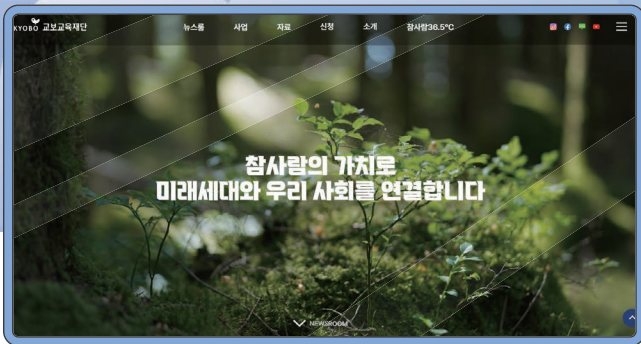 KYOBO 교보교육재단
뉴스룸 사업 자료 신청 소개 참사람36.5°C
참사람의 가치로
미래세대와 우리 사회를 연결합니다
NEWSROOM